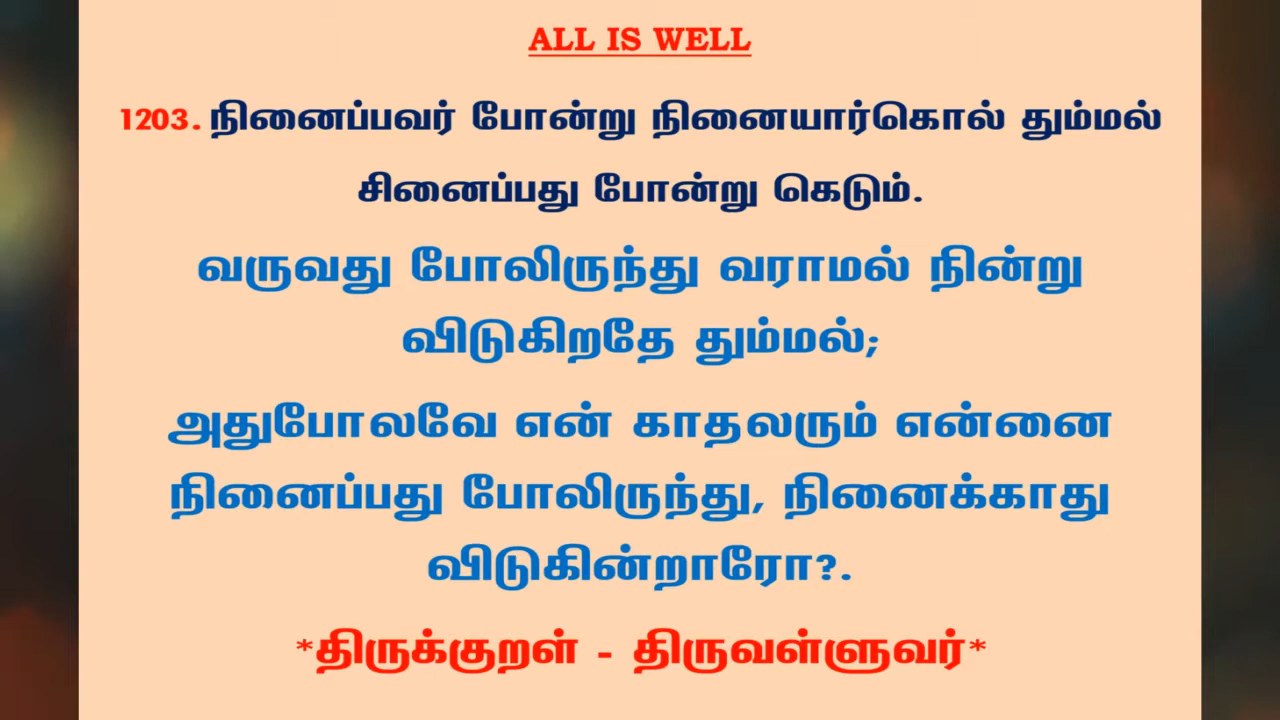 ALL IS WELL
1203. நினைப்பவர் போன்று நினையார்கொல் தும்மல்
சினைப்பது போன்று கெடும்.
வருவது போலிருந்து வராமல் நின்று
விடுகிறதே தும்மல்;
அதுபோலவே என் காதலரும் என்னை
நினைப்பது போலிருந்து, நினைக்காது
விடுகின்றாரோ?.
*திருக்குறள் - திருவள்ளுவர்*